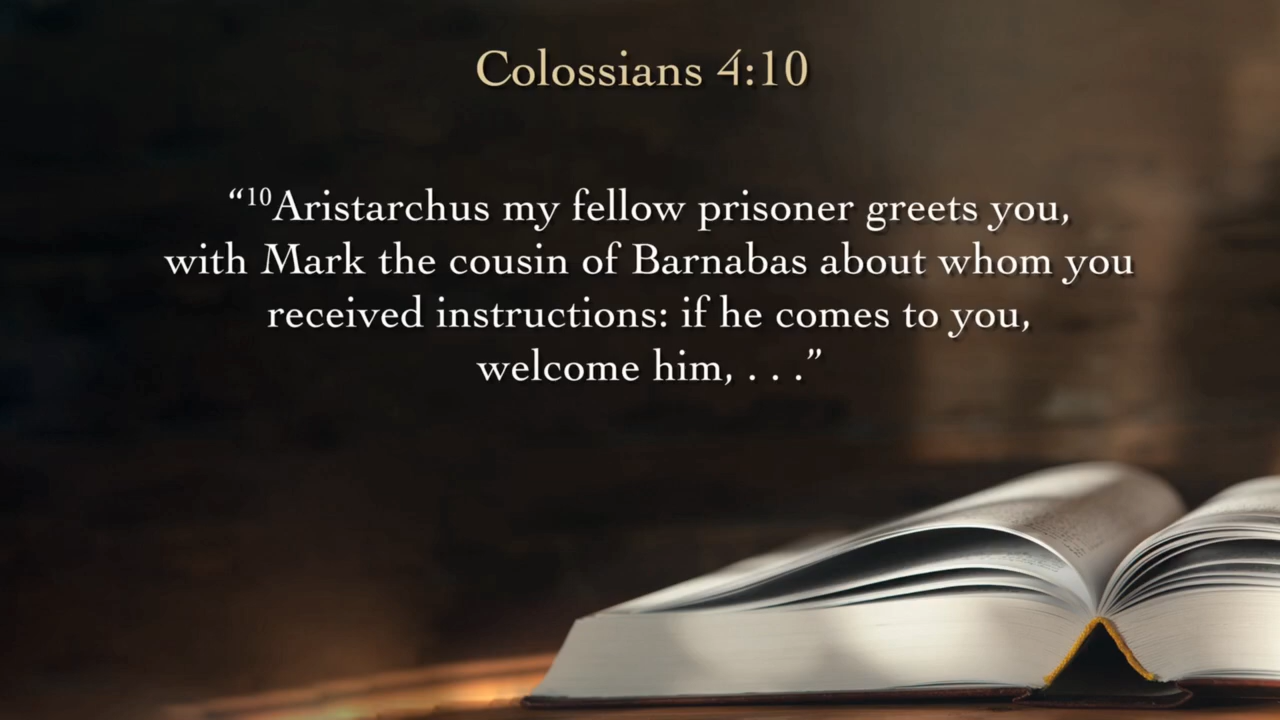 Colossians 4:10
“¹⁰Aristarchus my fellow prisoner greets you,
with Mark the cousin of Barnabas about whom you
received instructions: if he comes to you,
welcome him, . . .”